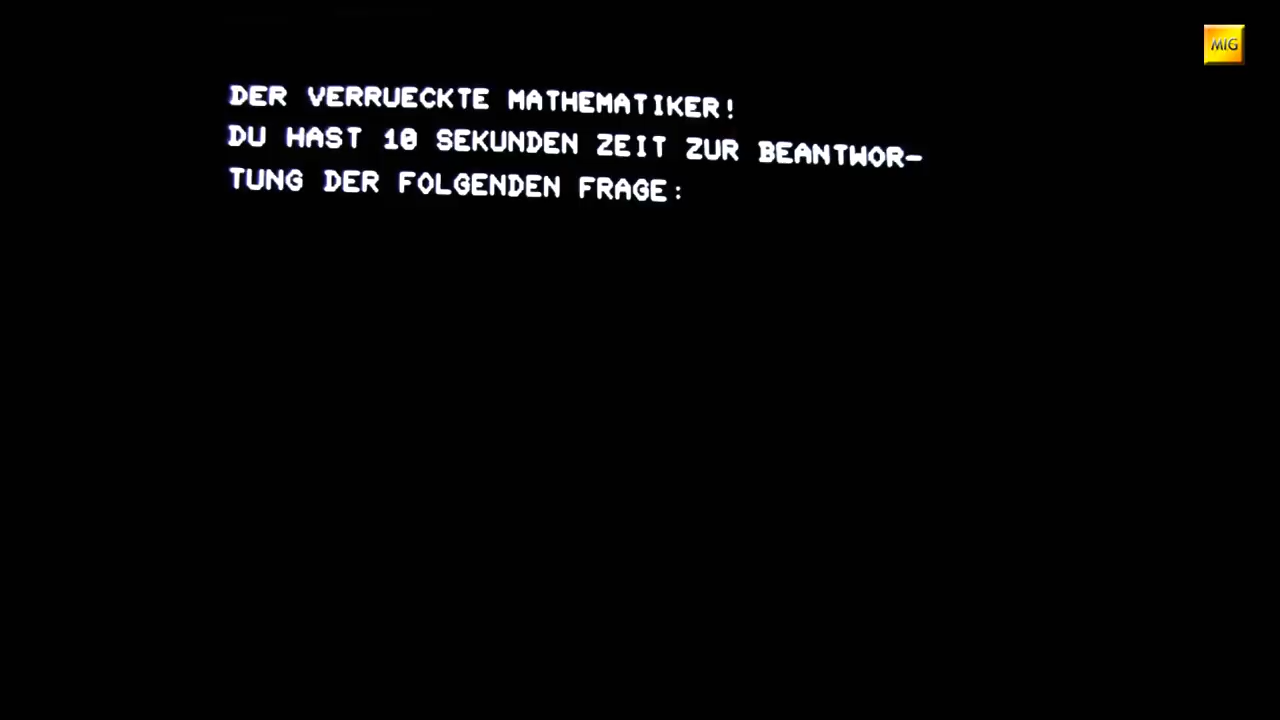 MIG
DER VERRUECKTE MATHEMATIKER!
DU HAST 10 SEKUNDEN ZEIT ZUR BEANTWOR-
TUNG DER FOLGENDEN FRAGE: